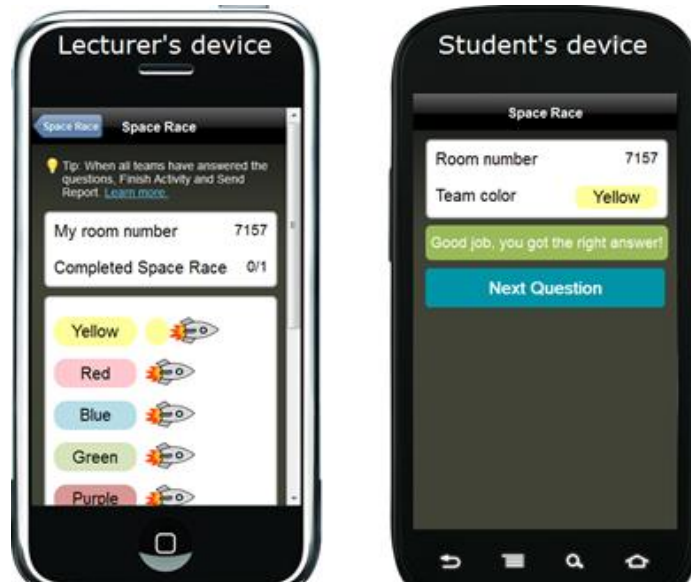 Lecturer's device
Space Race
Space Race
Tip: When all teams have answered the
questions, Finish Activity and Send
Report. Learn more.
My room number 7157
Completed Space Race 0/1
Yellow
Red
Blue
Green
Purple
Student's device
Space Race
Room number 7157
Team color Yellow
Good job, you got the right answer!
Next Question